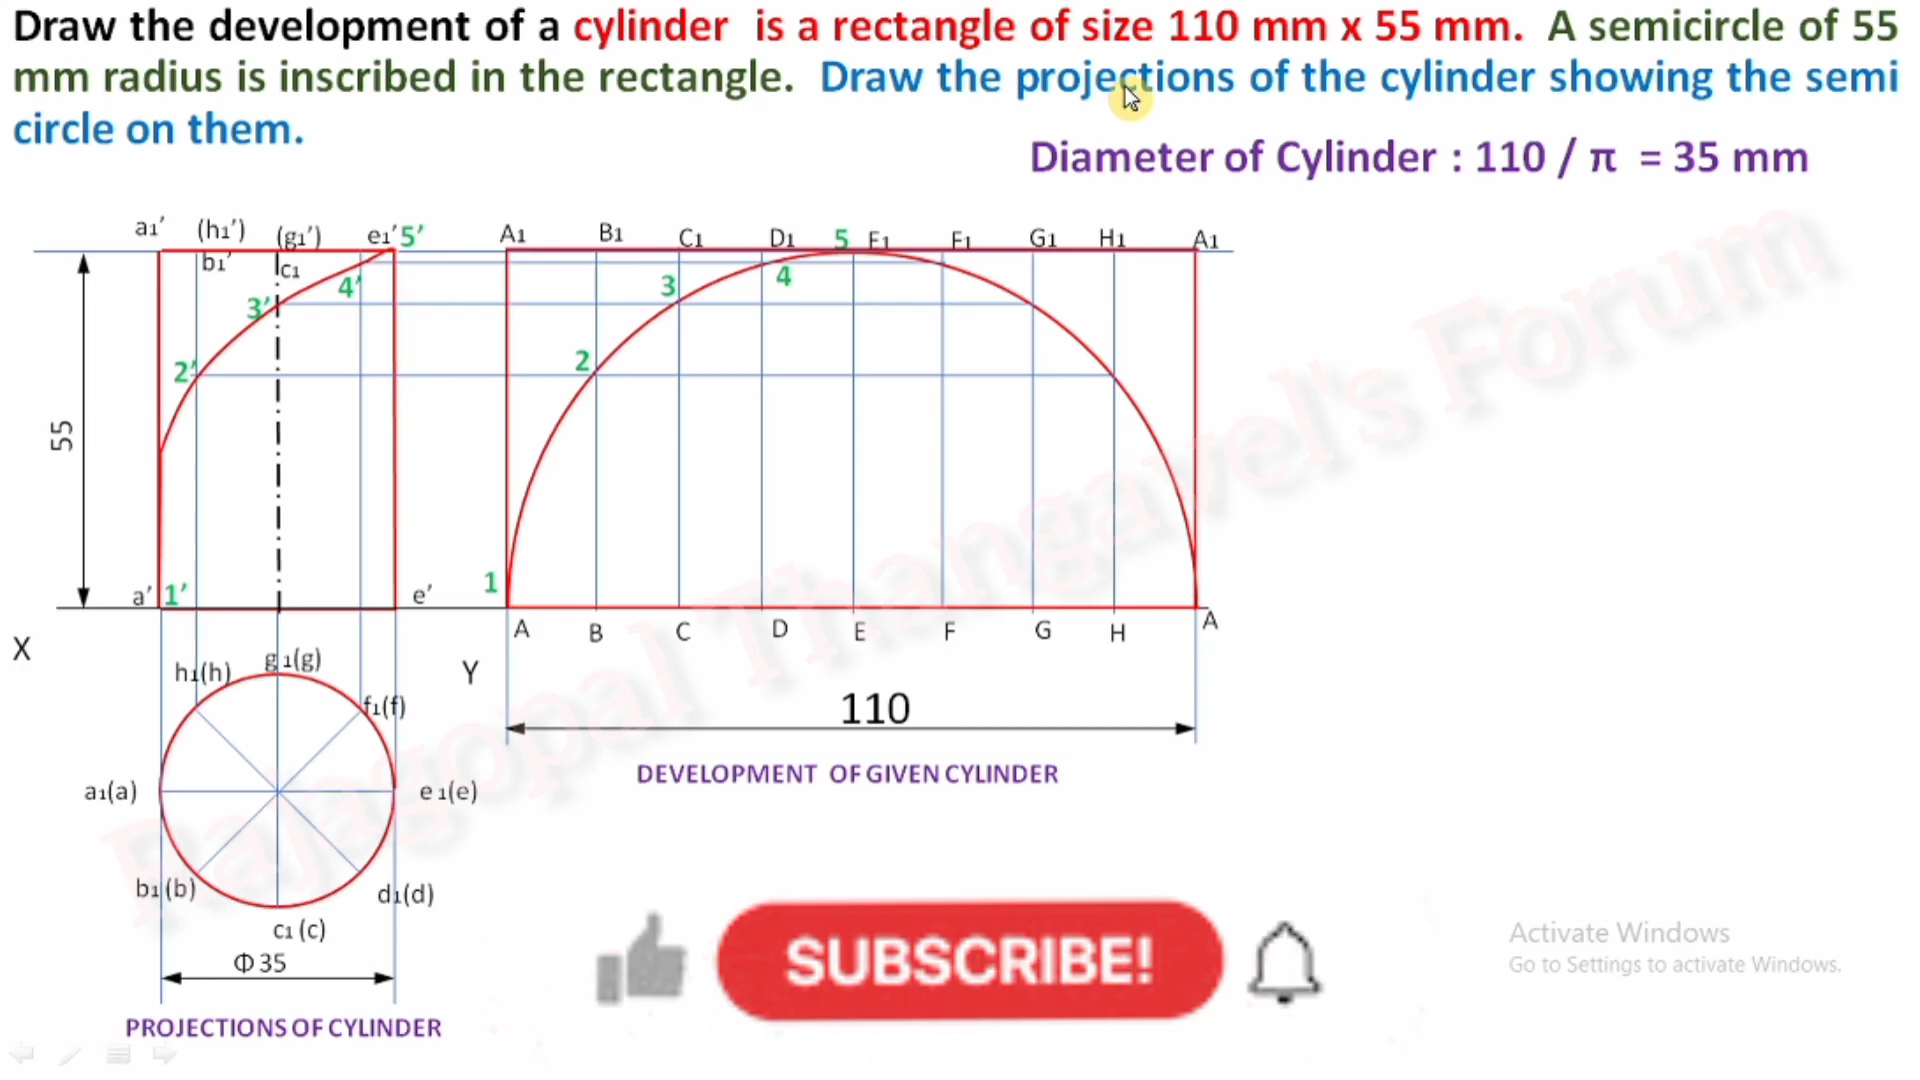 Draw the development of a cylinder is a rectangle of size 110 mm x 55 mm. A semicircle of 55
mm radius is inscribed in the rectangle. Draw the projections of the cylinder showing the semi
circle on them.
Diameter of Cylinder : 110 / π = 35 mm
a₁’ (h₁’) (g₁’) e₁’ 5’ A₁ B₁ C₁ D₁ 5 E₁ F₁ G₁ H₁ A₁
b₁’ c₁
4’ 3 4
3’
2’ 2
55
1
a’ 1’ e’
A B C D E F G H A
X
Y
h₁(h) g₁(g)
f₁(f)
110
DEVELOPMENT OF GIVEN CYLINDER
a₁(a) e₁(e)
b₁(b) d₁(d)
c₁(c)
Φ 35
PROJECTIONS OF CYLINDER
SUBSCRIBE!
Activate Windows
Go to Settings to activate Windows.
Rajagopal Thangavel's Forum